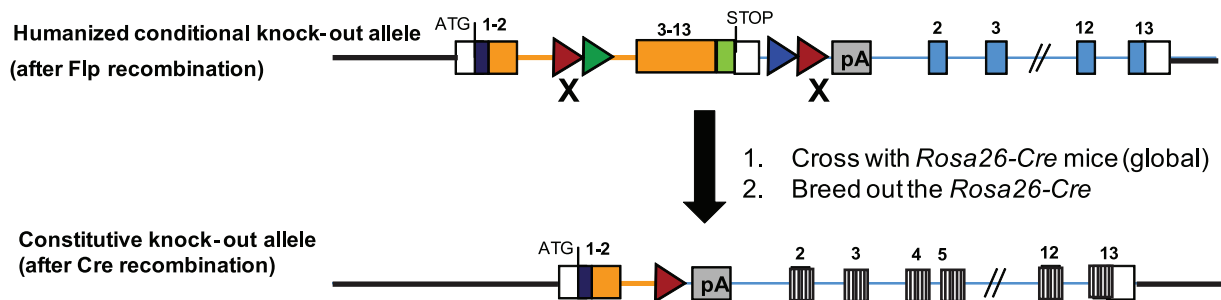 Humanized conditional knock-out allele
(after Flp recombination)
ATG 1-2 3-13 STOP 2 3 12 13
pA
X X
1. Cross with Rosa26-Cre mice (global)
2. Breed out the Rosa26-Cre
Constitutive knock-out allele
(after Cre recombination)
ATG 1-2 2 3 4 5 12 13
pA